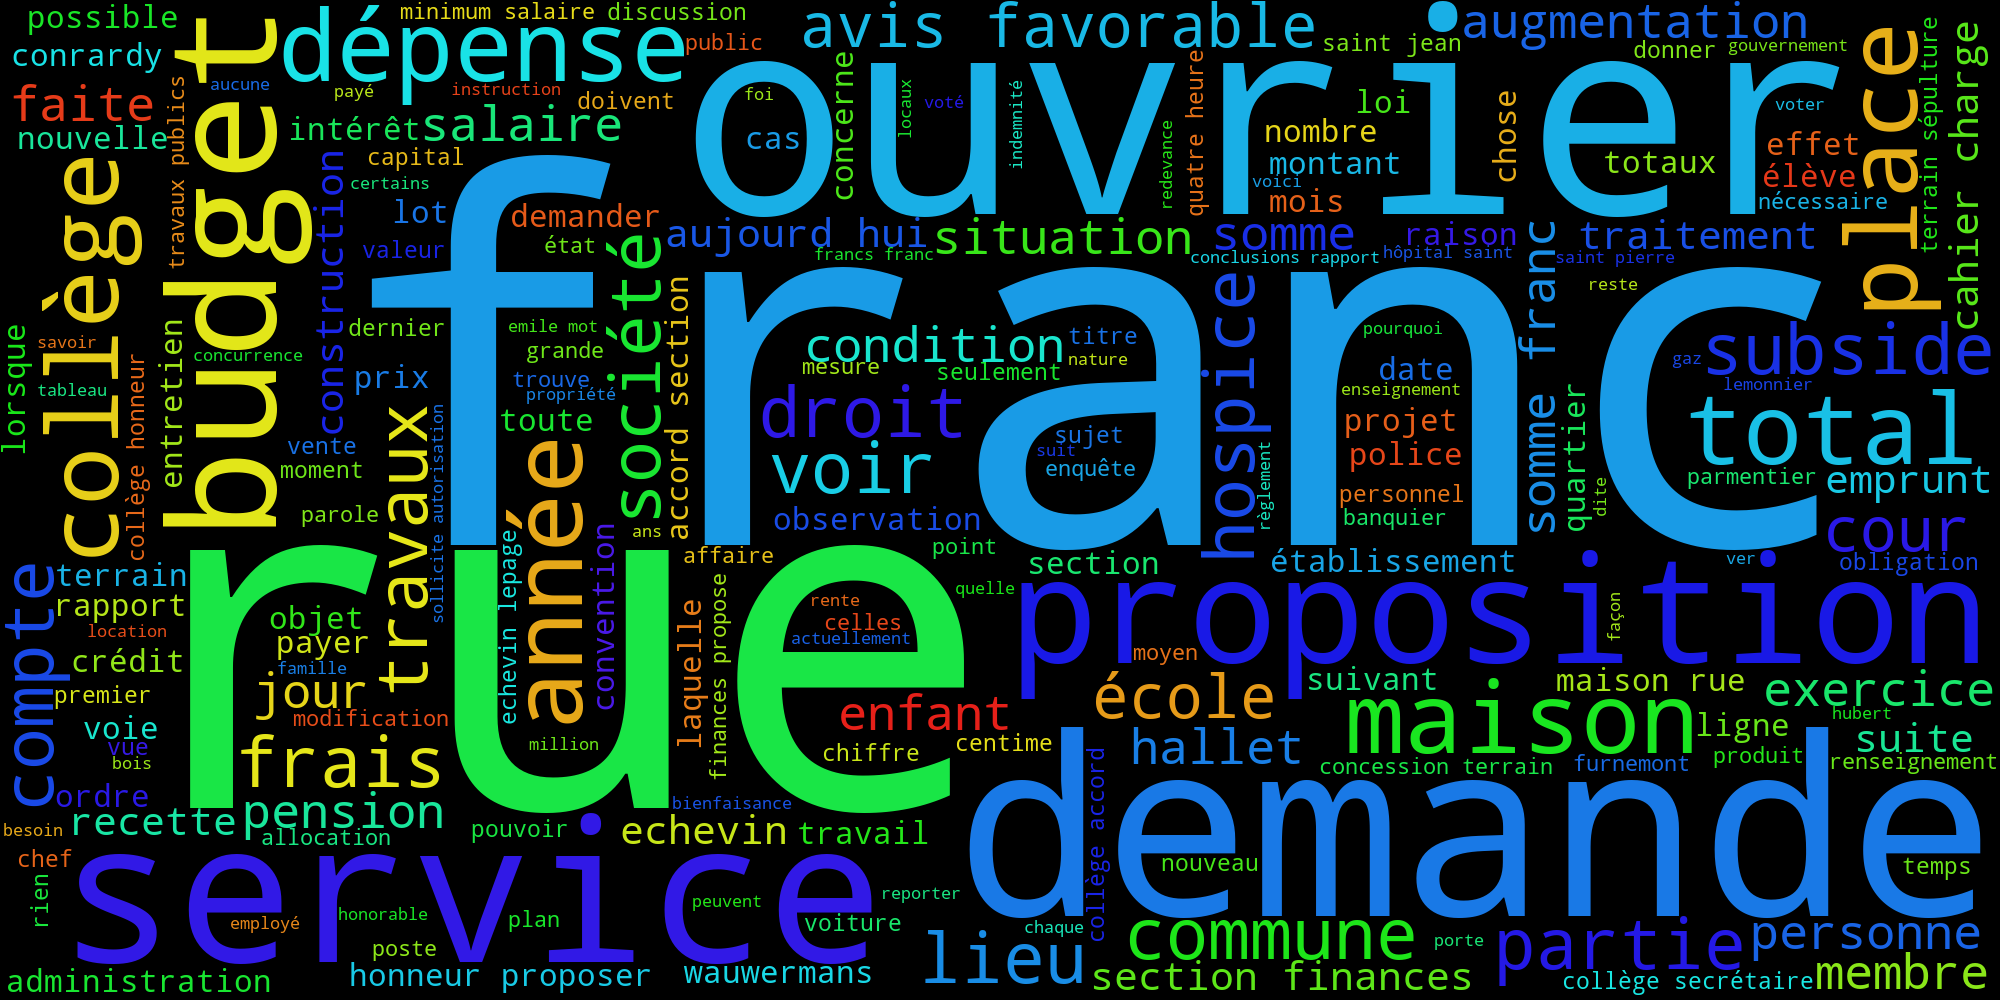 possible
conrardy
faite
nouvelle
aucune
travaux publics
budget
dépense
minimum salaire
discussion
public
payé
instruction
doivent
intérêt
salaire
avis favorable
augmentation
saint jean
donner
gouvernement
place
cahier charge
terrain sépulture
ouvrier
foi
cas
concerne
locaux
voté
indemnité
redevance
quatre heure
loi
nombre
montant
voici
mois
chose
voter
effet
totaux
élève
nécessaire
collège
construction
capital
certains
lot
valeur
demander
état
société
aujourd hui
francs franc
situation
somme
raison
traitement
conclusions rapport
hôpital saint
saint pierre
reste
franc
lorsque
savoir
tableau
collège honneur
entretien
concurrence
dernier
prix
emile mot
grande
trouve
propriété
toute
accord section
condition
mesure
seulement
titre
nature
hospice
pourquoi
date
enseignement
projet
police
personnel
banquier
somme franc
quartier
dite
gaz
subside
lemonnier
total
parmentier
emprunt
cour
obligation
ver
vente
moment
parole
travaux
sollicite autorisation
année
echevin lepage
convention
ans
droit
voir
observation
sujet
suit
enquête
règlement
point
section
établissement
affaire
finances propose
laquelle
quelle
proposition
façon
compte
terrain
rapport
location
crédit
premier
voie
vue
bois
ordre
objet
payer
famille
jour
modification
frais
rue
million
rente
celles
actuellement
enfant
chiffre
centime
moyen
école
suivant
maison
maison rue
exercice
hubert
ligne
suite
hallet
produit
renseignement
concession terrain
furnemont
besoin
recette
pension
allocation
bienfaisance
pouvoir
echevin
travail
demande
collège accord
nouveau
temps
chef
rien
service
employé
honorable
plan
poste
peuvent
reporter
voiture
chaque
commune
porte
partie
personne
lieu
administration
honneur proposer
wauwermans
section finances
collège secrétaire
membre